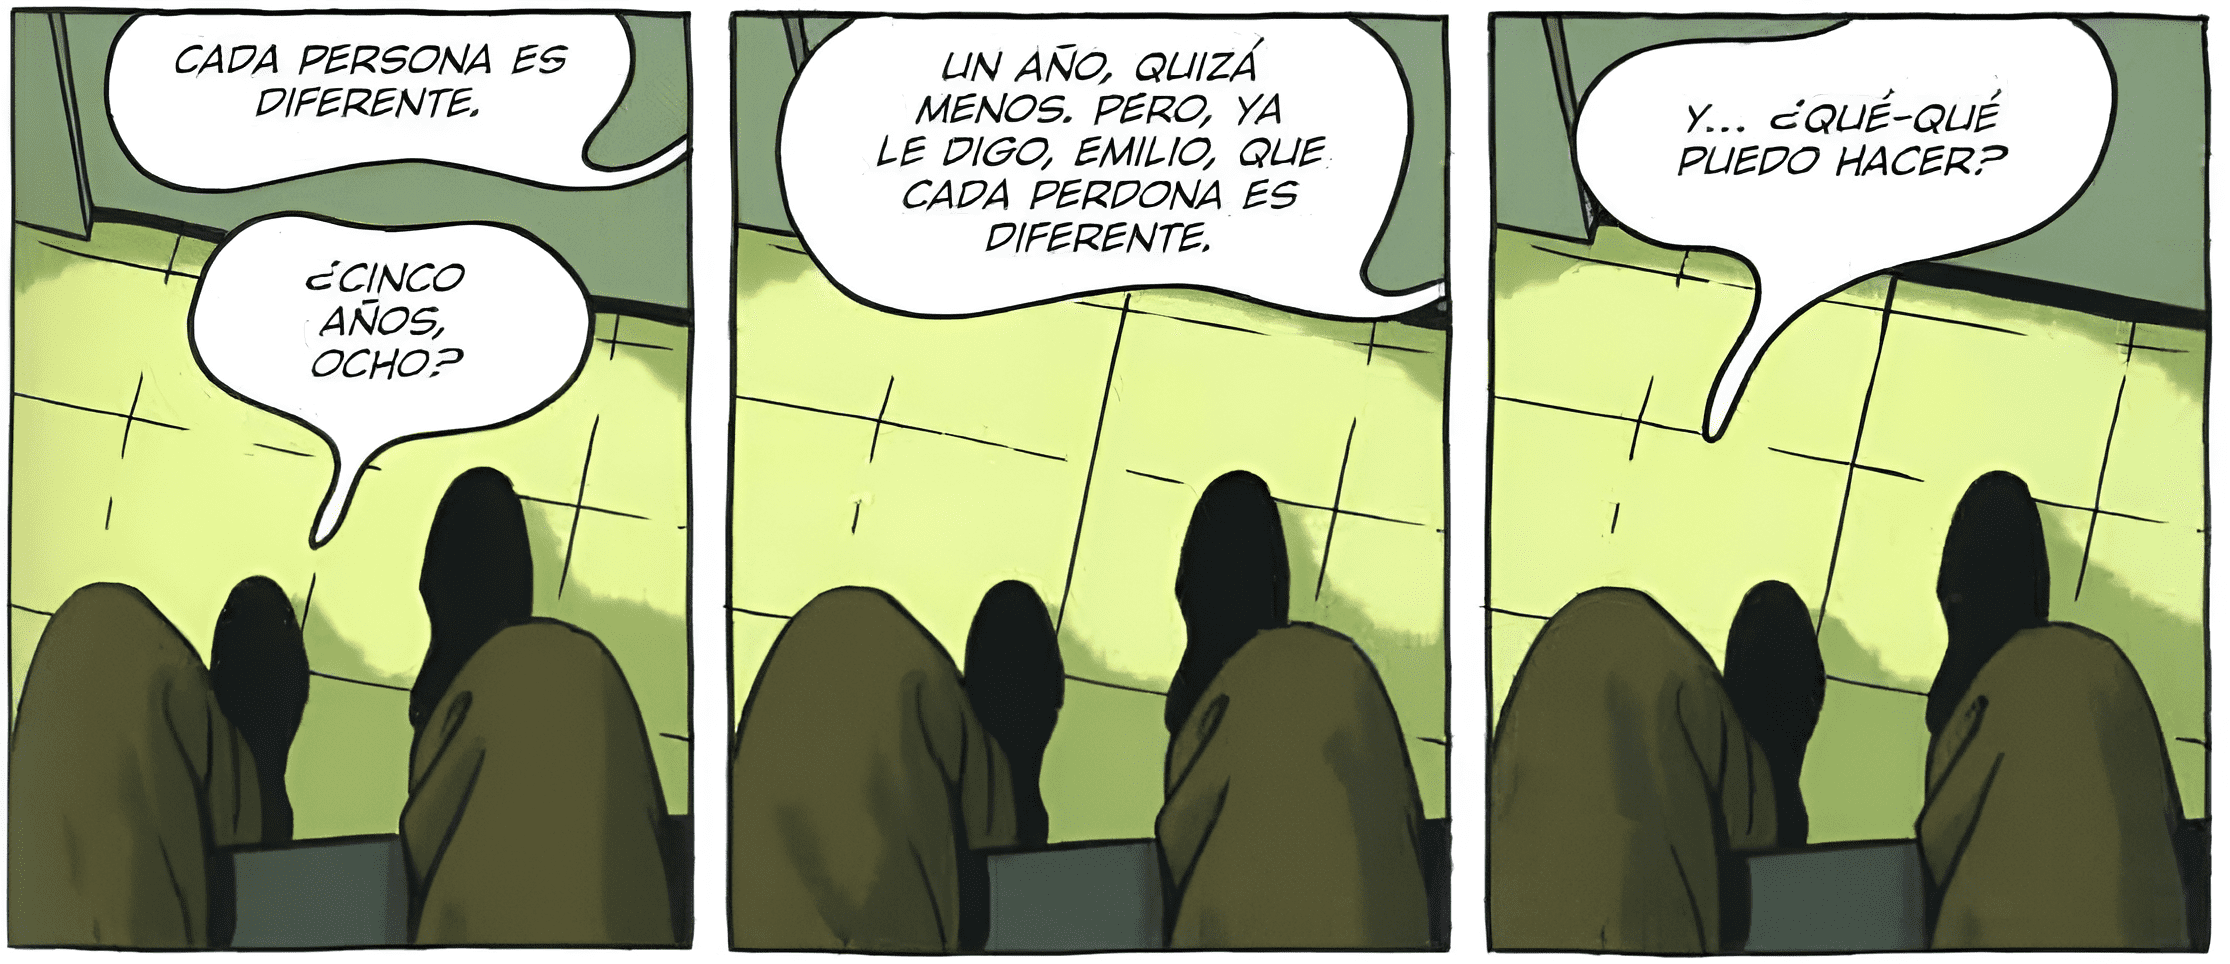 CADA PERSONA ES
DIFERENTE.
¿CINCO
AÑOS,
OCHO?
UN AÑO, QUIZÁ
MENOS. PERO, YA
LE DIGO, EMILIO, QUE
CADA PERDONA ES
DIFERENTE.
Y... ¿QUÉ-QUÉ
PUEDO HACER?